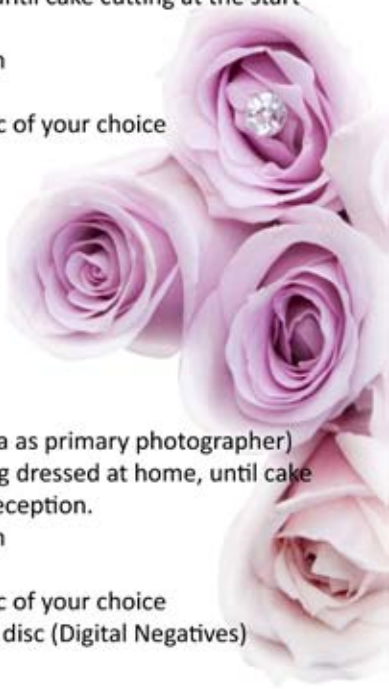 until cake cutting at the start
of your choice
as primary photographer)
dressed at home, until cake
disc (Digital Negatives)
of your choice